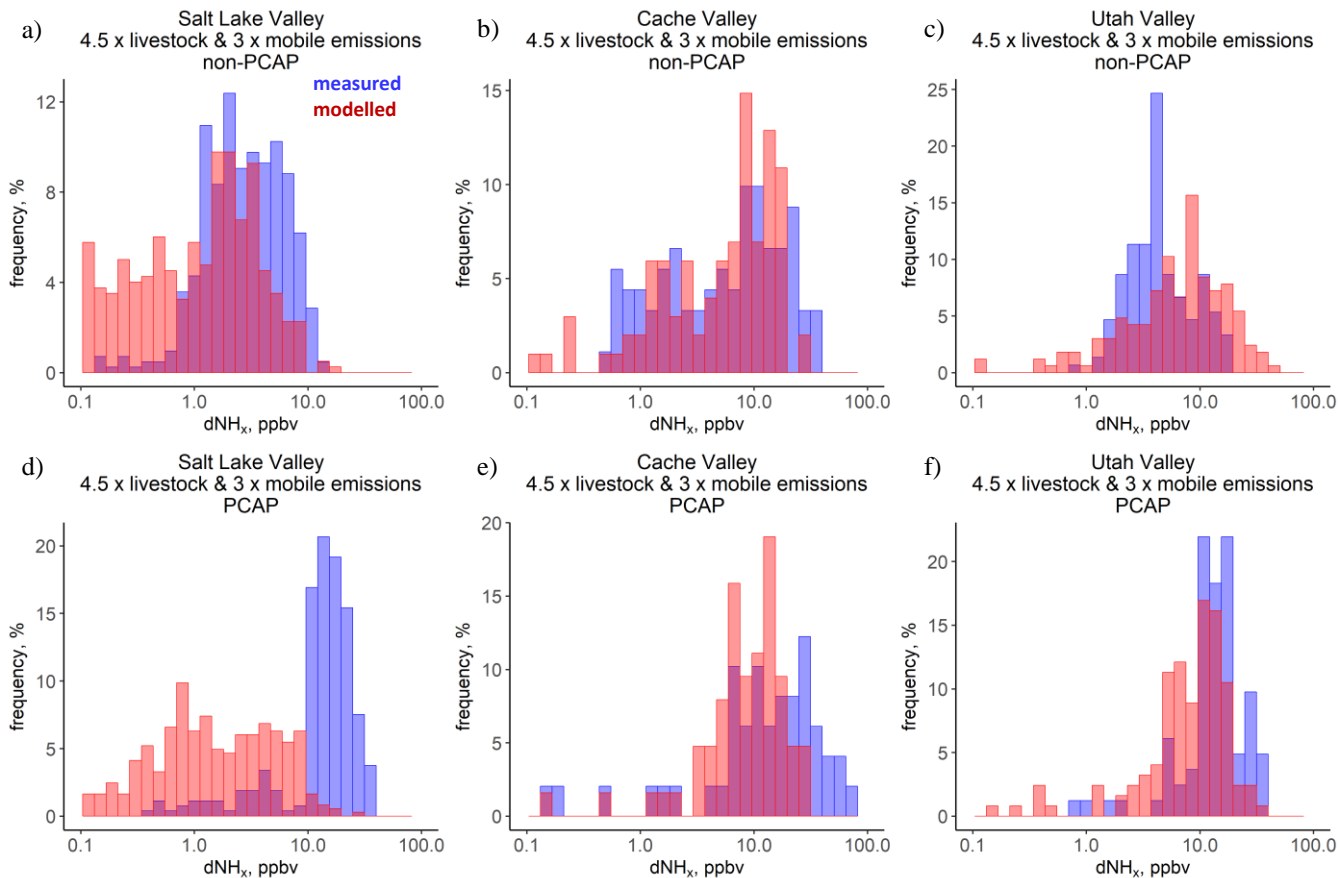 a)
Salt Lake Valley
4.5 x livestock & 3 x mobile emissions
non-PCAP
measured
modelled
frequency, %
12
8
4
0
0.1 1.0 10.0 100.0
dNHx, ppbv
b)
Cache Valley
4.5 x livestock & 3 x mobile emissions
non-PCAP
frequency, %
15
10
5
0
0.1 1.0 10.0 100.0
dNHx, ppbv
c)
Utah Valley
4.5 x livestock & 3 x mobile emissions
non-PCAP
frequency, %
25
20
15
10
5
0
0.1 1.0 10.0 100.0
dNHx, ppbv
d)
Salt Lake Valley
4.5 x livestock & 3 x mobile emissions
PCAP
frequency, %
20
15
10
5
0
0.1 1.0 10.0 100.0
dNHx, ppbv
e)
Cache Valley
4.5 x livestock & 3 x mobile emissions
PCAP
frequency, %
20
15
10
5
0
0.1 1.0 10.0 100.0
dNHx, ppbv
f)
Utah Valley
4.5 x livestock & 3 x mobile emissions
PCAP
frequency, %
20
15
10
5
0
0.1 1.0 10.0 100.0
dNHx, ppbv